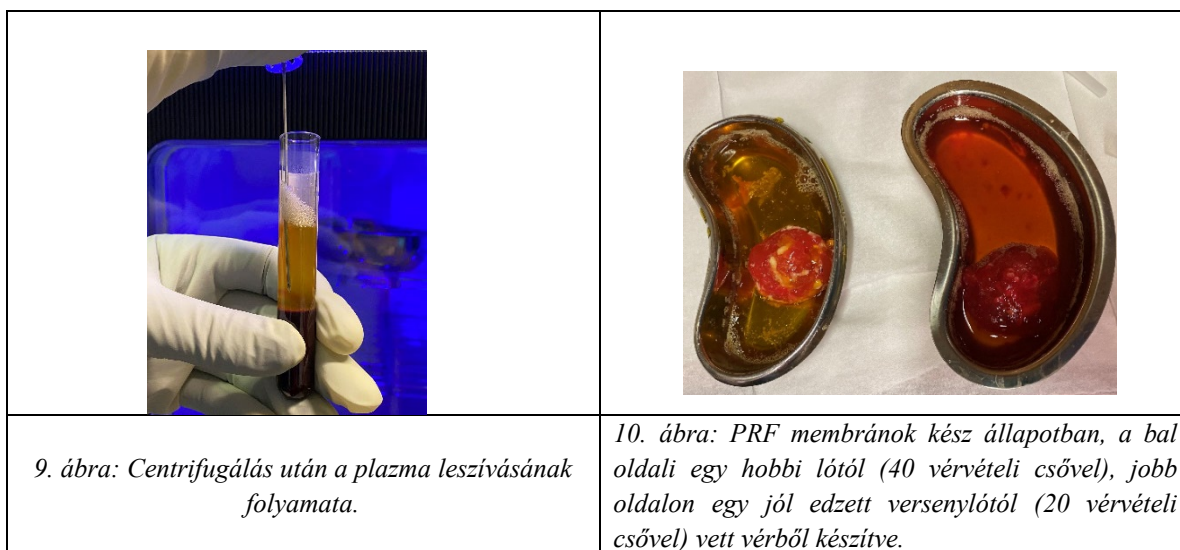 9. ábra: Centrifugálás után a plazma leszívásának
folyamata.
10. ábra: PRF membránok kész állapotban, a bal
oldali egy hobbi lótól (40 vérvételi csővel), jobb
oldalon egy jól edzett versenylótól (20 vérvételi
csővel) vett vérből készítve.